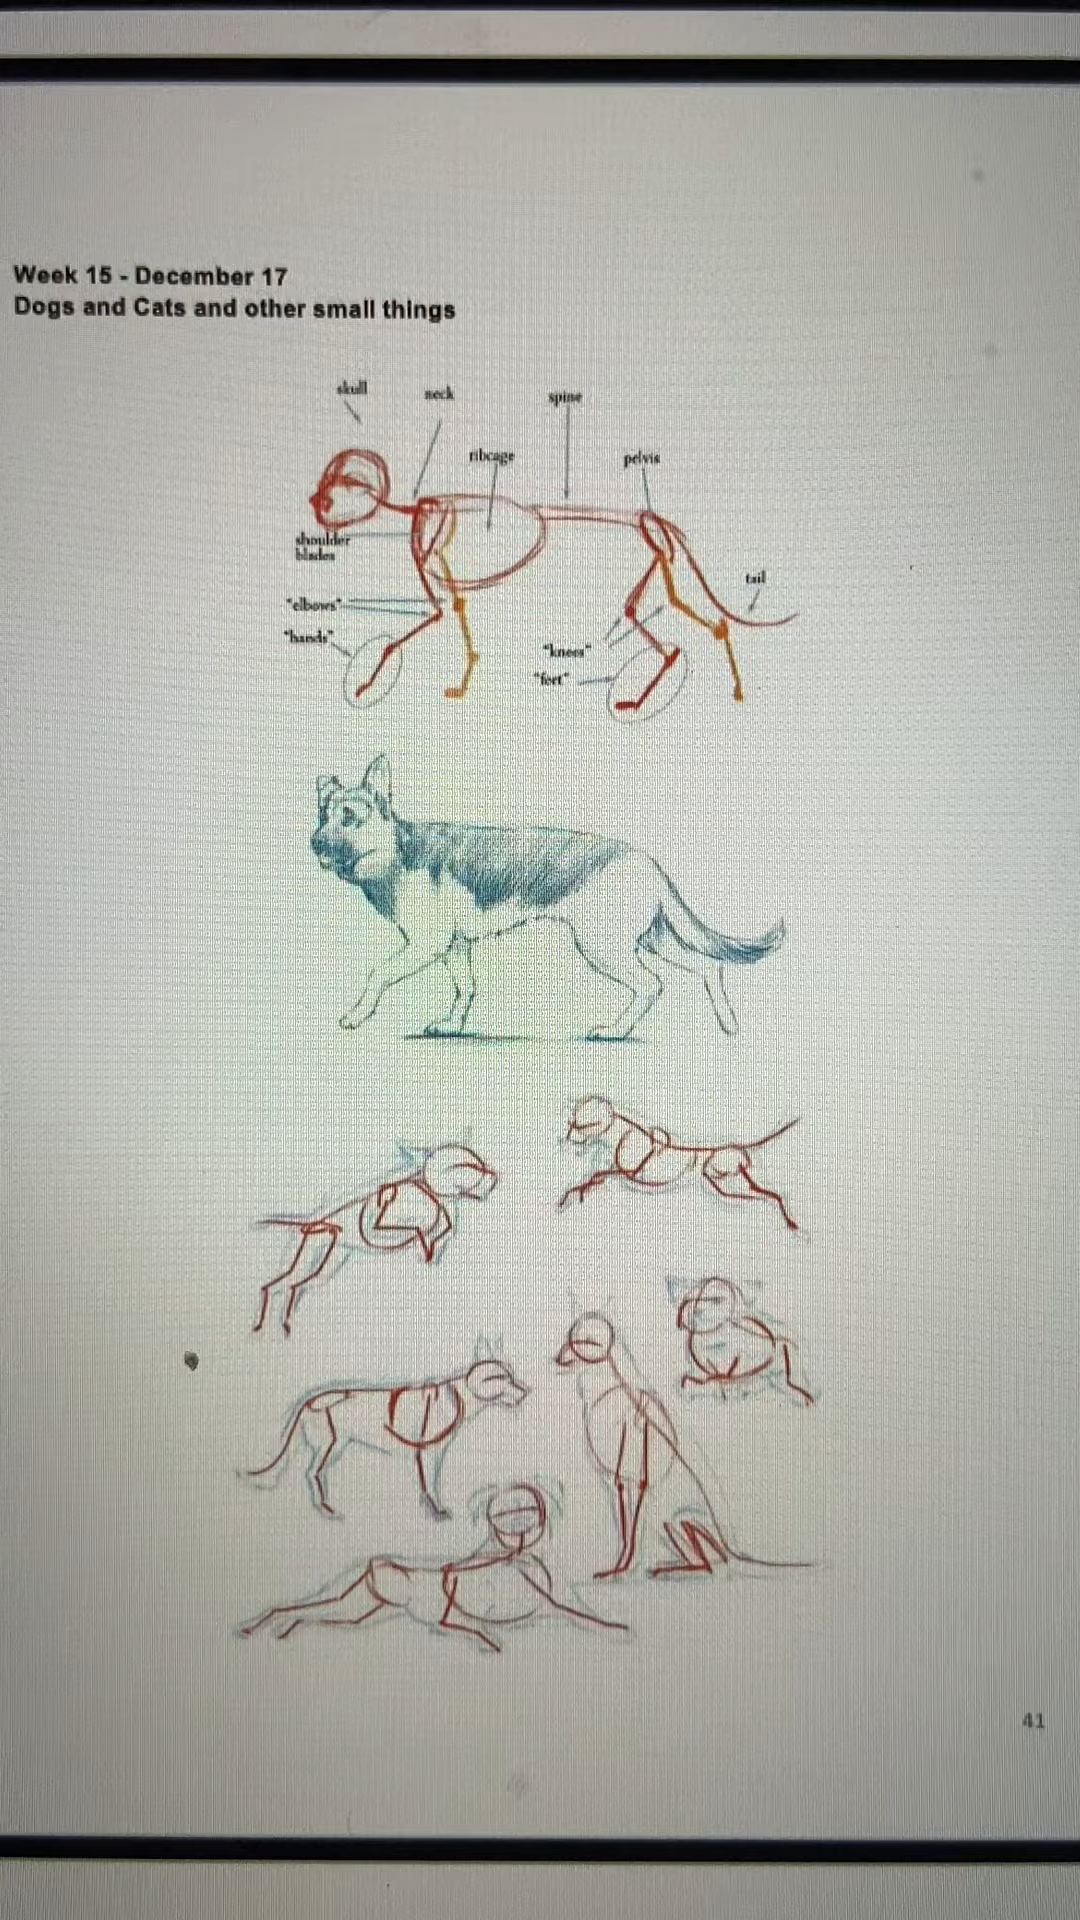 Week 15 - December 17
Dogs and Cats and other small things
skull
neck
spine
ribcage
pelvis
shoulder
blades
tail
"elbows"
"hands"
"knees"
"feet"
41